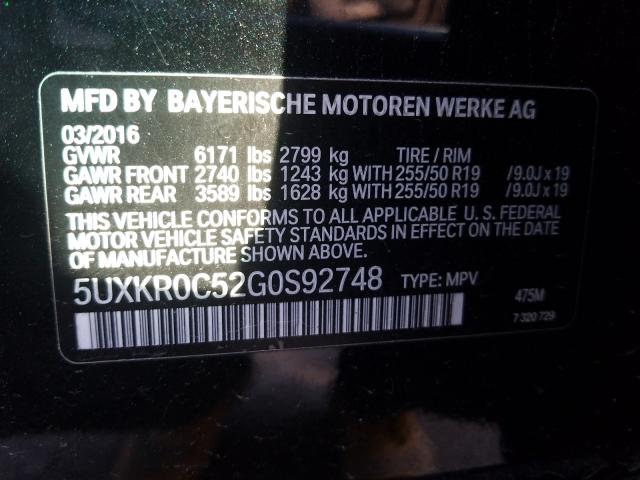 MFD BY BAYERISCHE MOTOREN WERKE AG
03/2016
GVWR 6171 lbs 2799 kg TIRE / RIM
GAWR FRONT 2740 lbs 1243 kg WITH 255/50 R19 /9.0J x 19
GAWR REAR 3589 lbs 1628 kg WITH 255/50 R19 /9.0J x 19
THIS VEHICLE CONFORMS TO ALL APPLICABLE U. S. FEDERAL
MOTOR VEHICLE SAFETY STANDARDS IN EFFECT ON THE DATE
OF MANUFACTURE SHOWN ABOVE.
5UXKR0C52G0S92748 TYPE: MPV 475M
7 320 729